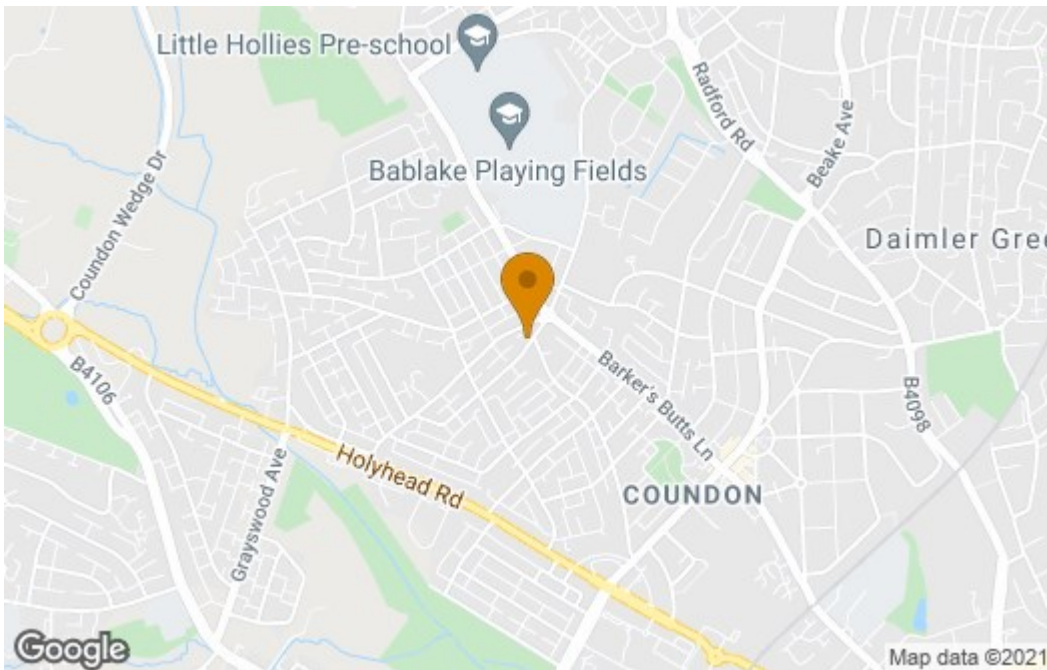 Little Hollies Pre-school
Bablake Playing Fields
Radford Rd
Beake Ave
Coundon Wedge Dr
Daimler Gree
B4106
Barker's Butts Ln
B4098
Holyhead Rd
Grayswood Ave
COUNDON
Google
Map data ©2021